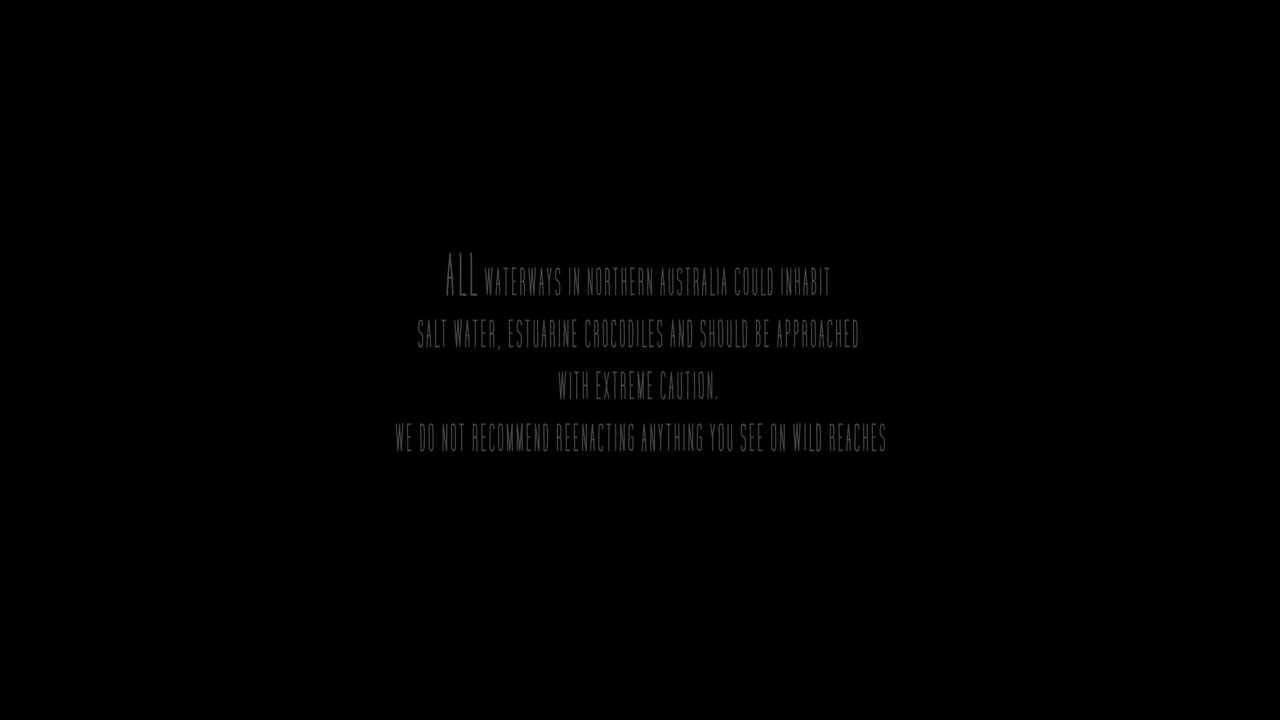 ALL WATERWAYS IN NORTHERN AUSTRALIA COULD INHABIT
SALT WATER, ESTUARINE CROCODILES AND SHOULD BE APPROACHED
WITH EXTREME CAUTION.
WE DO NOT RECOMMEND REENACTING ANYTHING YOU SEE ON WILD REACHES